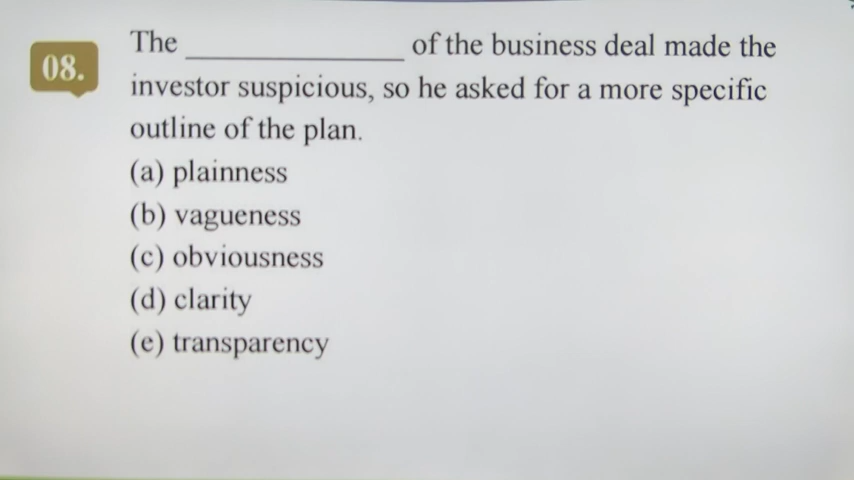 08.
The ______________ of the business deal made the
investor suspicious, so he asked for a more specific
outline of the plan.
(a) plainness
(b) vagueness
(c) obviousness
(d) clarity
(e) transparency